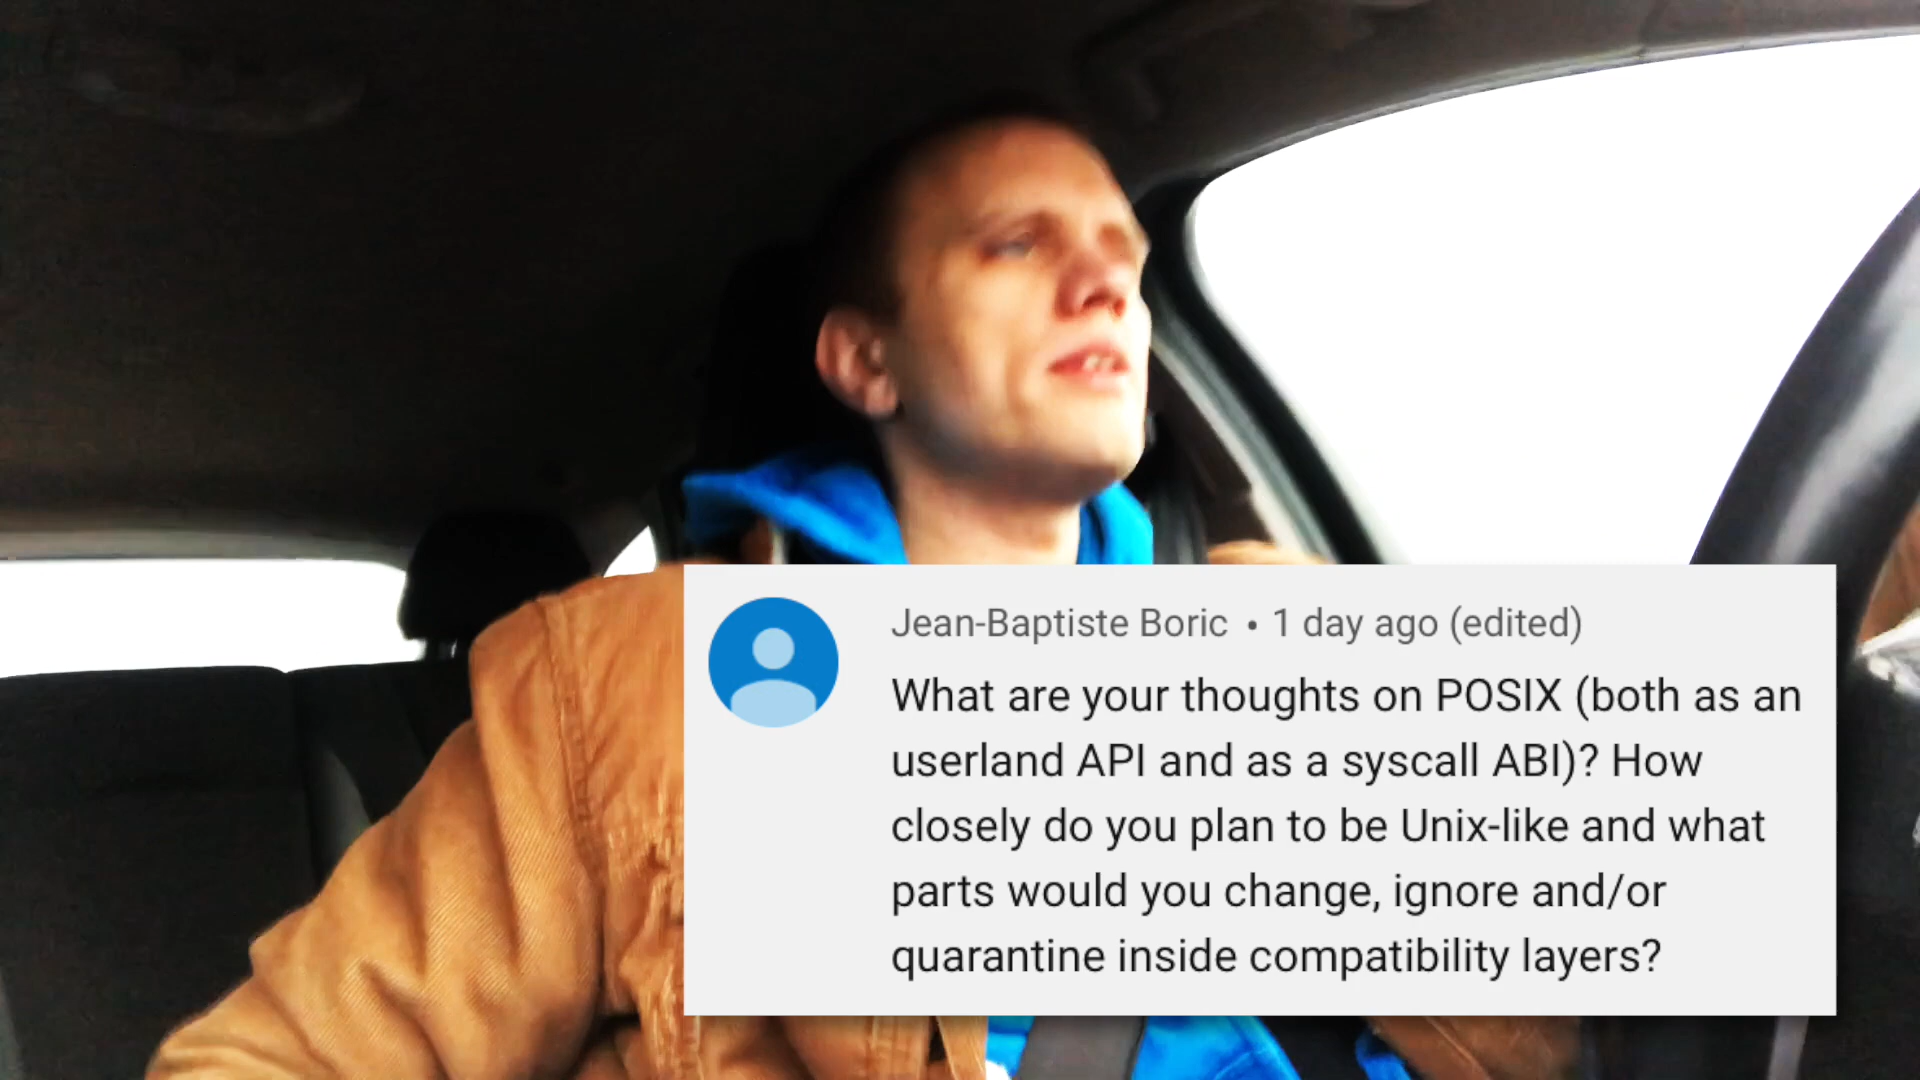 Jean-Baptiste Boric • 1 day ago (edited)
What are your thoughts on POSIX (both as an
userland API and as a syscall ABI)? How
closely do you plan to be Unix-like and what
parts would you change, ignore and/or
quarantine inside compatibility layers?